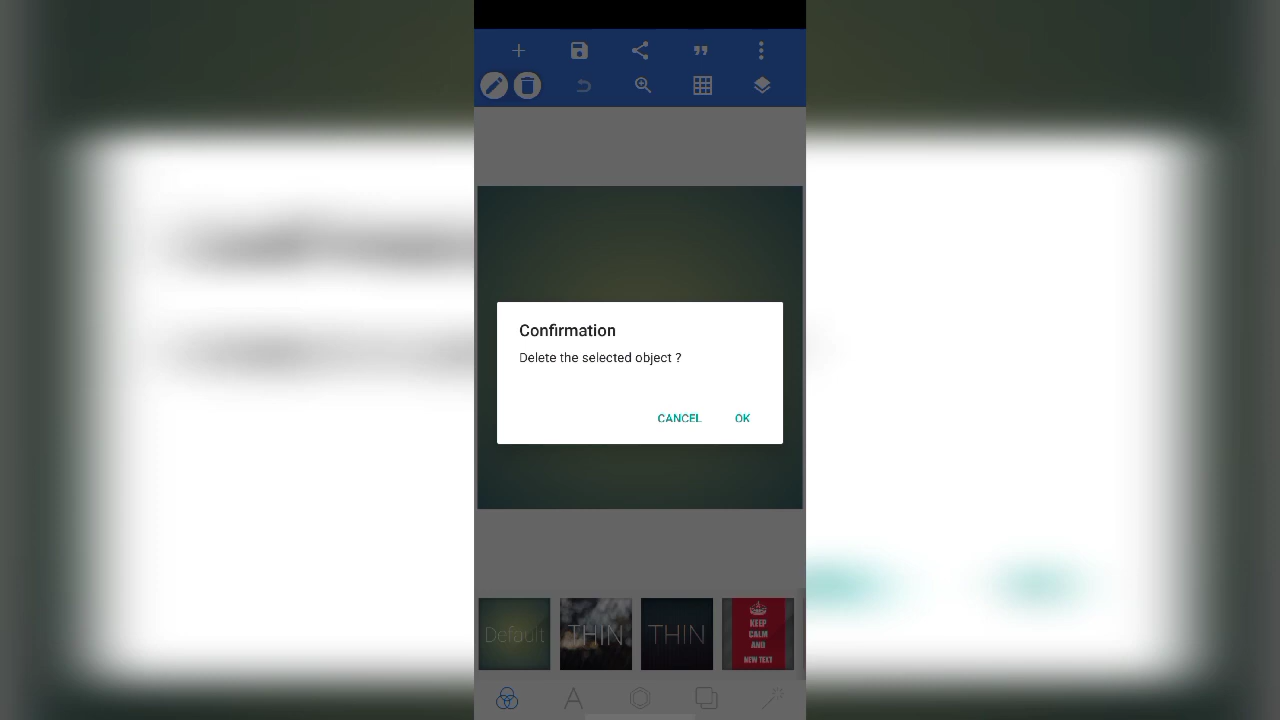 Confirmation
Delete the selected object ?
CANCEL OK
Default
THIN
THIN
KEEP
CALM
AND
NEW TEXT